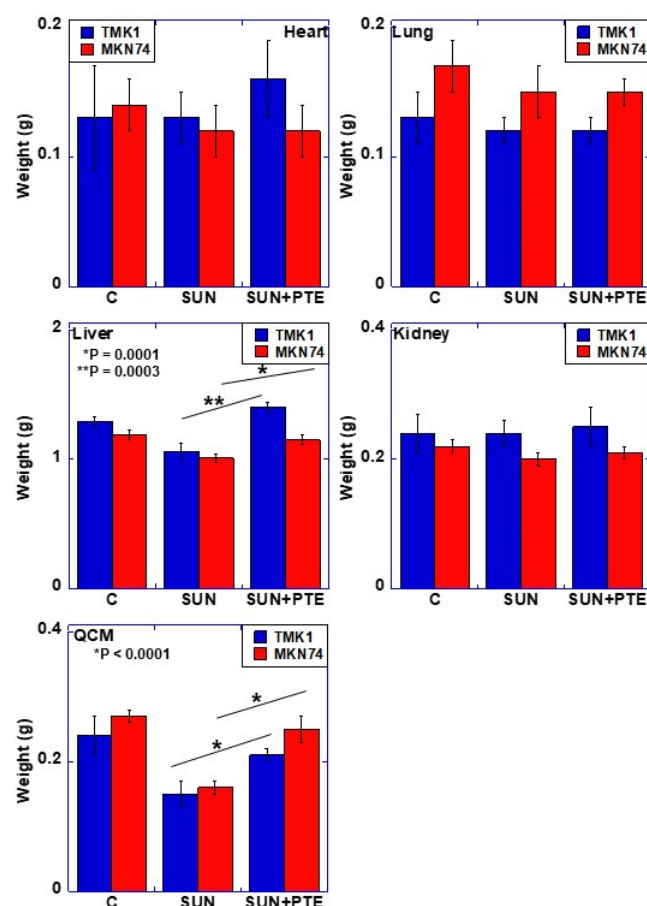 0.2
TMK1
MKN74
Heart
Weight (g)
0.1
0
C
SUN
SUN+PTE
0.2
Lung
TMK1
MKN74
Weight (g)
0.1
0
C
SUN
SUN+PTE
2
Liver
*P = 0.0001
**P = 0.0003
TMK1
MKN74
*
**
Weight (g)
1
0
C
SUN
SUN+PTE
0.4
Kidney
TMK1
MKN74
Weight (g)
0.2
0
C
SUN
SUN+PTE
0.4
QCM
*P < 0.0001
TMK1
MKN74
*
*
Weight (g)
0.2
0
C
SUN
SUN+PTE